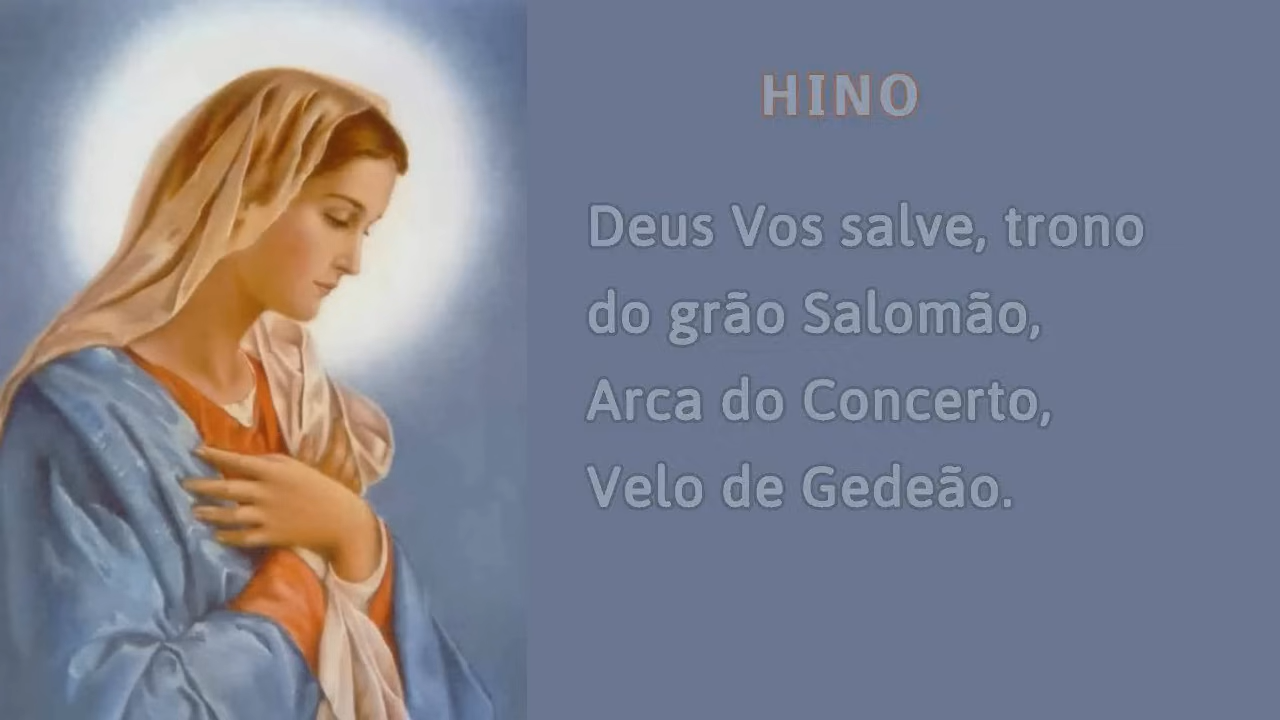 HINO
Deus Vos salve, trono
do grão Salomão,
Arca do Concerto,
Velo de Gedeão.